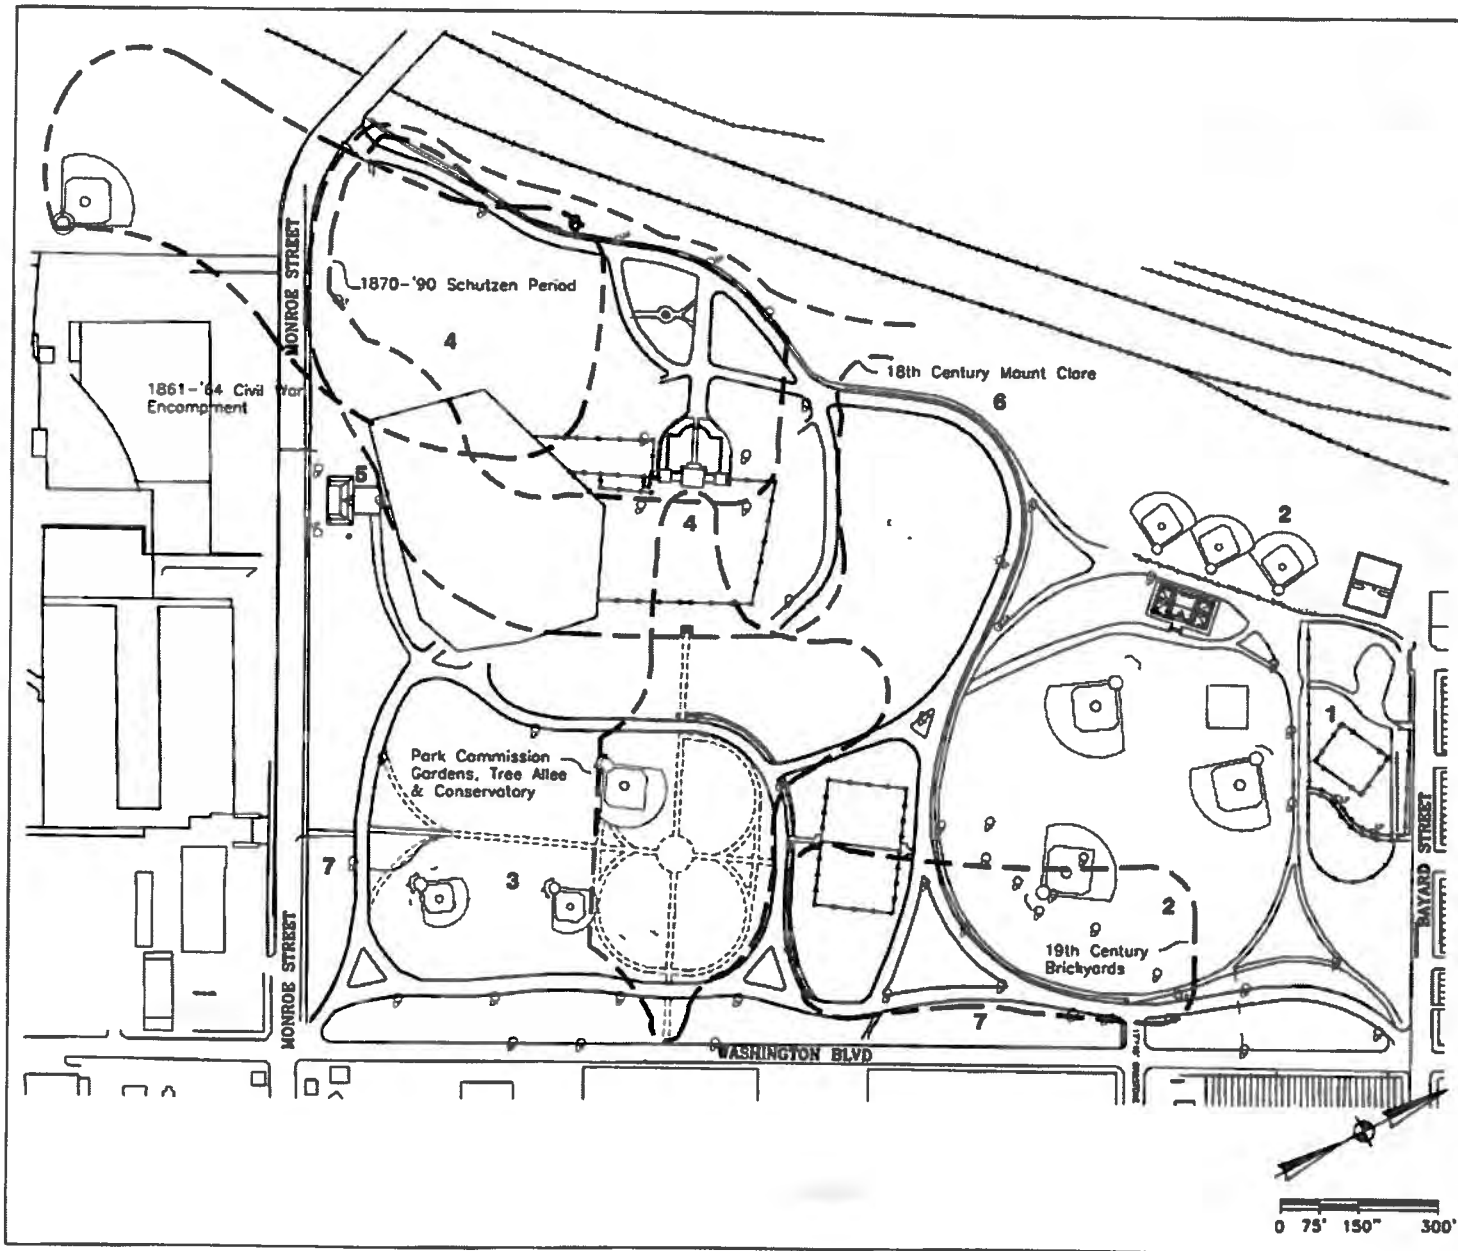 MONROE STREET
1870-'90 Schutzen Period
4
18th Century Mount Clare
6
1861-'64 Civil War
Encampment
5
4
2
1
Park Commission
Gardens, Tree Allee
& Conservatory
BAYARD STREET
7
3
2
19th Century
Brickyards
MONROE STREET
7
WASHINGTON BLVD
0 75' 150" 300'